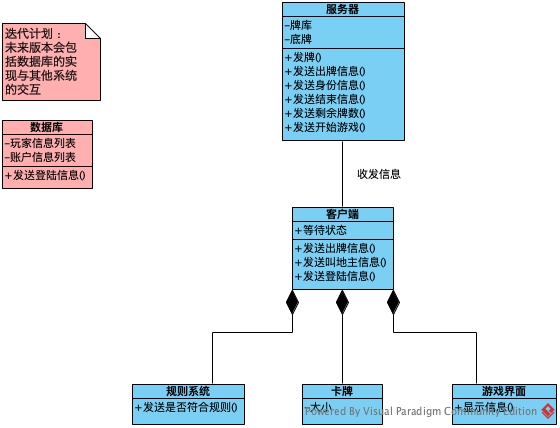 迭代计划：
未来版本会包
括数据库的实
现与其他系统
的交互
数据库
-玩家信息列表
-账户信息列表
+发送登陆信息()
服务器
-牌库
-底牌
+发牌()
+发送出牌信息()
+发送身份信息()
+发送结束信息()
+发送剩余牌数()
+发送开始游戏()
收发信息
客户端
+等待状态
+发送出牌信息()
+发送叫地主信息()
+发送登陆信息()
规则系统
+发送是否符合规则()
卡牌
-大小
游戏界面
+显示信息()
Powered By Visual Paradigm Community Edition